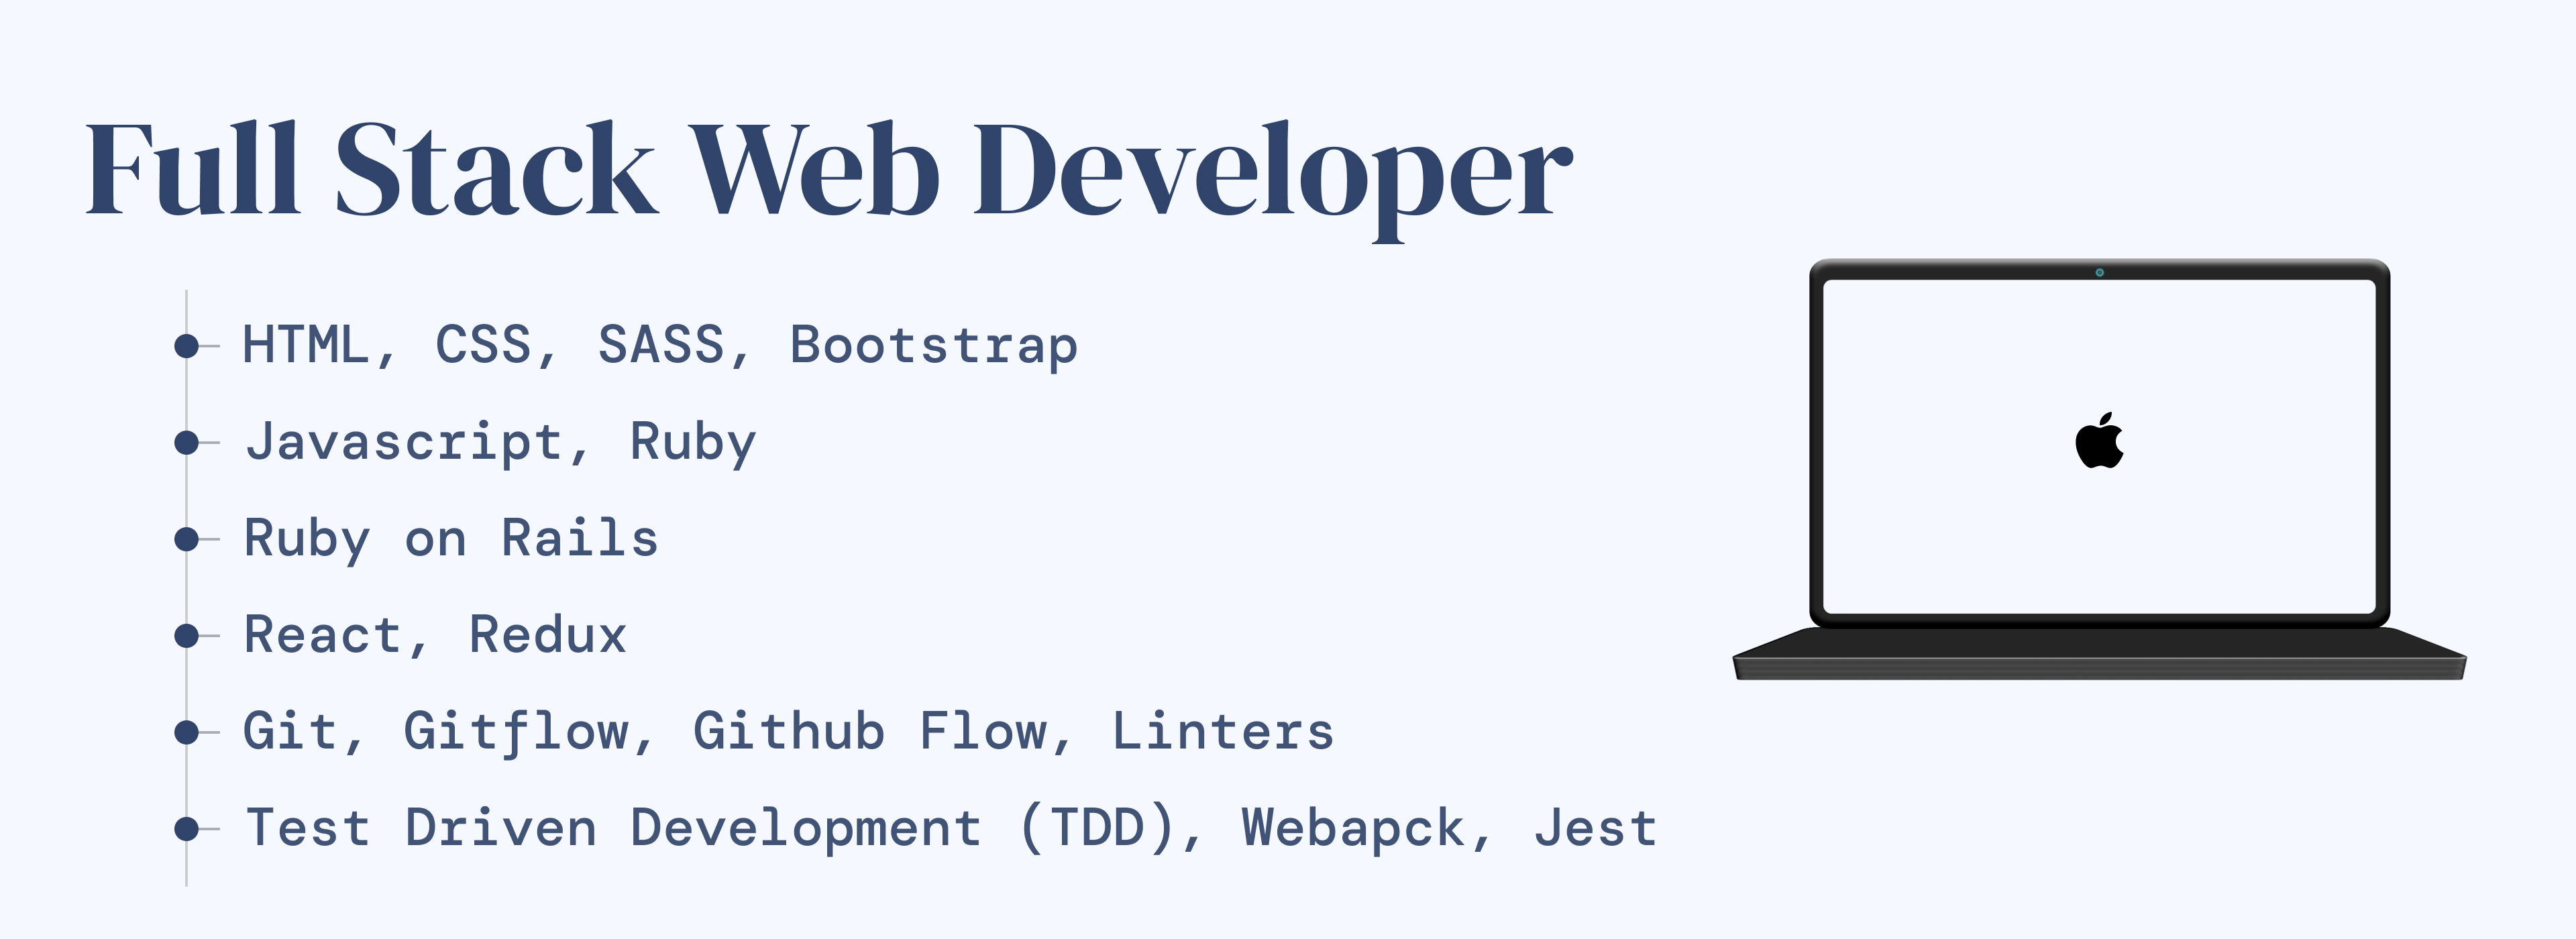 Full Stack Web Developer
HTML, CSS, SASS, Bootstrap
Javascript, Ruby
Ruby on Rails
React, Redux
Git, Gitflow, Github Flow, Linters
Test Driven Development (TDD), Webapck, Jest